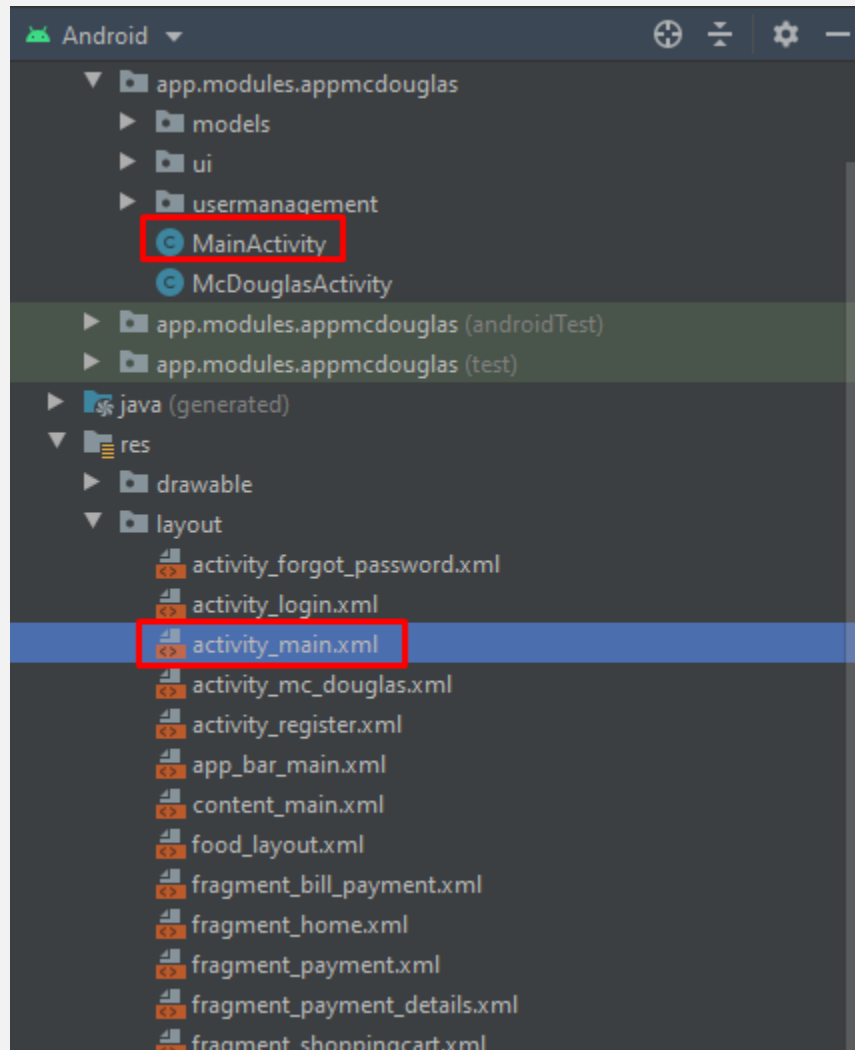 Android
app.modules.appmcdouglas
models
ui
usermanagement
MainActivity
McDouglasActivity
app.modules.appmcdouglas (androidTest)
app.modules.appmcdouglas (test)
java (generated)
res
drawable
layout
activity_forgot_password.xml
activity_login.xml
activity_main.xml
activity_mc_douglas.xml
activity_register.xml
app_bar_main.xml
content_main.xml
food_layout.xml
fragment_bill_payment.xml
fragment_home.xml
fragment_payment.xml
fragment_payment_details.xml
fragment_shoppingcart.xml